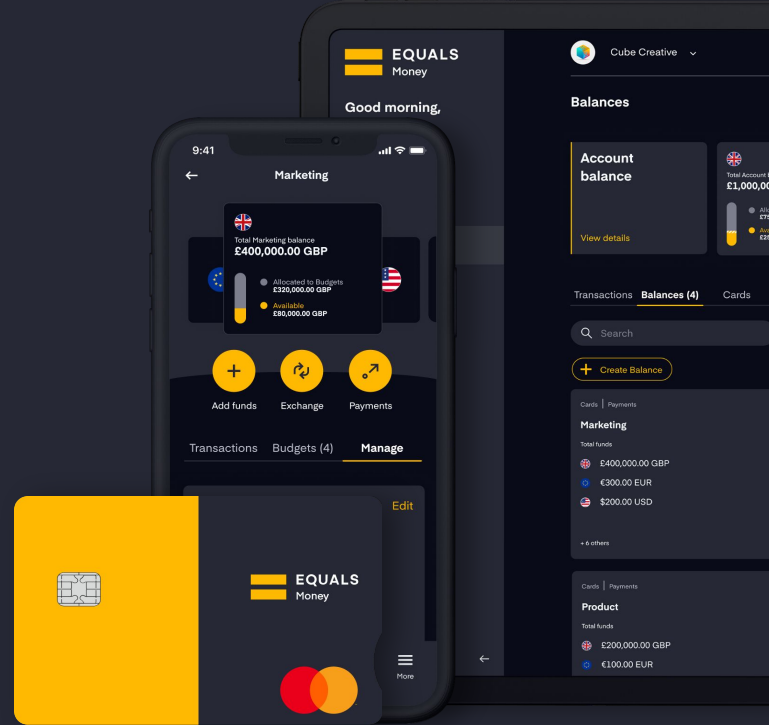 EQUALS
Money
Good morning,
Cube Creative
Balances
Account
balance
View details
Total Account
£1,000,00
Transactions Balances (4) Cards
Search
Create Balance
Cards | Payments
Marketing
Total funds
£400,000.00 GBP
€300.00 EUR
$200.00 USD
+ 6 others
Cards | Payments
Product
Total funds
£200,000.00 GBP
€100.00 EUR
9:41
Marketing
Total Marketing balance
£400,000.00 GBP
Allocated to Budgets
£320,000.00 GBP
Available
£80,000.00 GBP
Add funds Exchange Payments
Transactions Budgets (4) Manage
Edit
More
EQUALS
Money